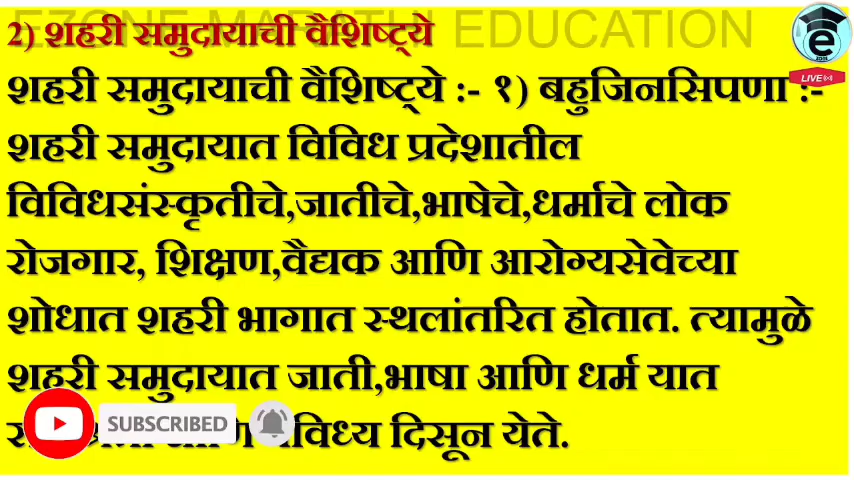 EZONE MARATHI EDUCATION
2) शहरी समुदायाची वैशिष्ट्ये
e
EZONE
LIVE
शहरी समुदायाची वैशिष्ट्ये :- १) बहुजिनसिपणा :-
शहरी समुदायात विविध प्रदेशातील
विविधसंस्कृतीचे,जातीचे,भाषेचे,धर्माचे लोक
रोजगार, शिक्षण,वैद्यक आणि आरोग्यसेवेच्या
शोधात शहरी भागात स्थलांतरित होतात. त्यामुळे
शहरी समुदायात जाती,भाषा आणि धर्म यात
दिसून येते.
SUBSCRIBED